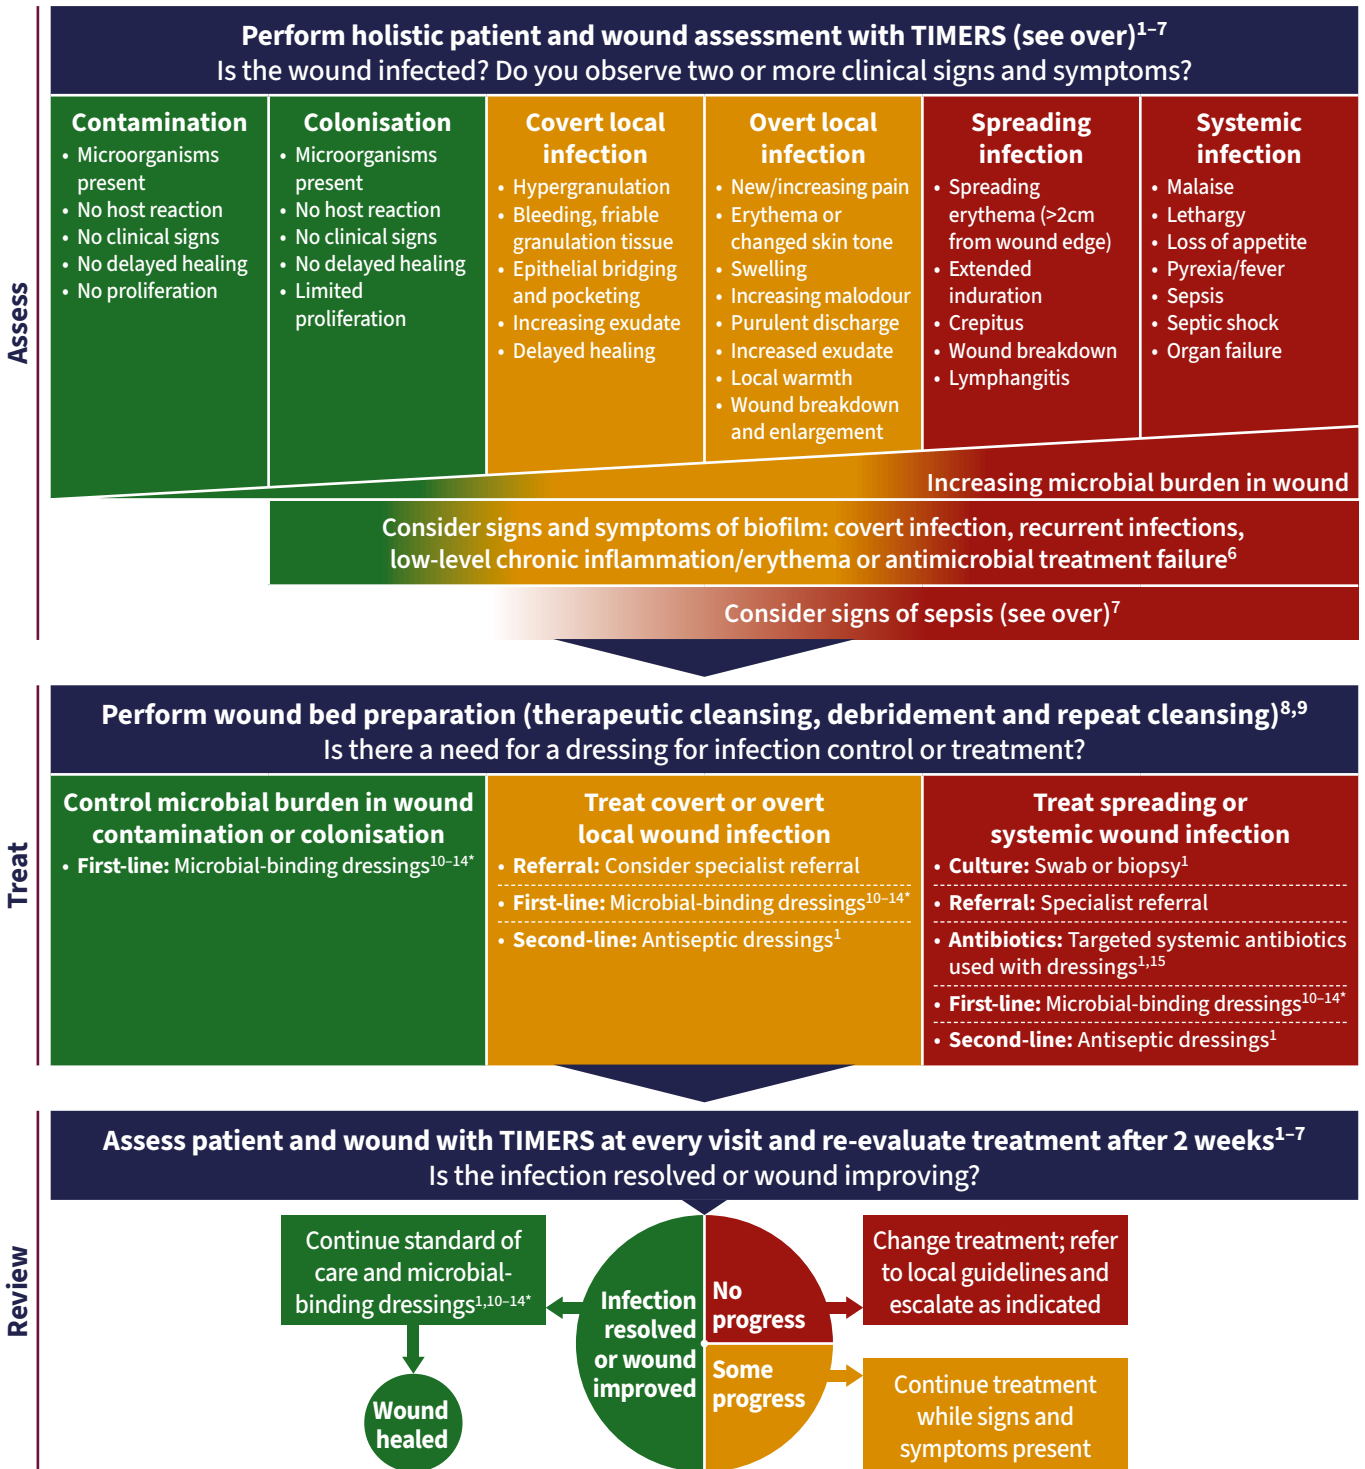 Perform holistic patient and wound assessment with TIMERS (see over)1–7
Is the wound infected? Do you observe two or more clinical signs and symptoms?
Assess
Contamination
• Microorganisms
present
• No host reaction
• No clinical signs
• No delayed healing
• No proliferation
Colonisation
• Microorganisms
present
• No host reaction
• No clinical signs
• No delayed healing
• Limited
proliferation
Covert local
infection
• Hypergranulation
• Bleeding, friable
granulation tissue
• Epithelial bridging
and pocketing
• Increasing exudate
• Delayed healing
Overt local
infection
• New/increasing pain
• Erythema or
changed skin tone
• Swelling
• Increasing malodour
• Purulent discharge
• Increased exudate
• Local warmth
• Wound breakdown
and enlargement
Spreading
infection
• Spreading
erythema (>2cm
from wound edge)
• Extended
induration
• Crepitus
• Wound breakdown
• Lymphangitis
Systemic
infection
• Malaise
• Lethargy
• Loss of appetite
• Pyrexia/fever
• Sepsis
• Septic shock
• Organ failure
Increasing microbial burden in wound
Consider signs and symptoms of biofilm: covert infection, recurrent infections,
low-level chronic inflammation/erythema or antimicrobial treatment failure6
Consider signs of sepsis (see over)7
Treat
Perform wound bed preparation (therapeutic cleansing, debridement and repeat cleansing)8,9
Is there a need for a dressing for infection control or treatment?
Control microbial burden in wound
contamination or colonisation
• First-line: Microbial-binding dressings10–14*
Treat covert or overt
local wound infection
• Referral: Consider specialist referral
• First-line: Microbial-binding dressings10–14*
• Second-line: Antiseptic dressings1
Treat spreading or
systemic wound infection
• Culture: Swab or biopsy1
• Referral: Specialist referral
• Antibiotics: Targeted systemic antibiotics
used with dressings1,15
• First-line: Microbial-binding dressings10–14*
• Second-line: Antiseptic dressings1
Review
Assess patient and wound with TIMERS at every visit and re-evaluate treatment after 2 weeks1–7
Is the infection resolved or wound improving?
Continue standard of
care and microbial-
binding dressings1,10–14*
Wound
healed
Infection
resolved
or wound
improved
No
progress
Some
progress
Change treatment; refer
to local guidelines and
escalate as indicated
Continue treatment
while signs and
symptoms present